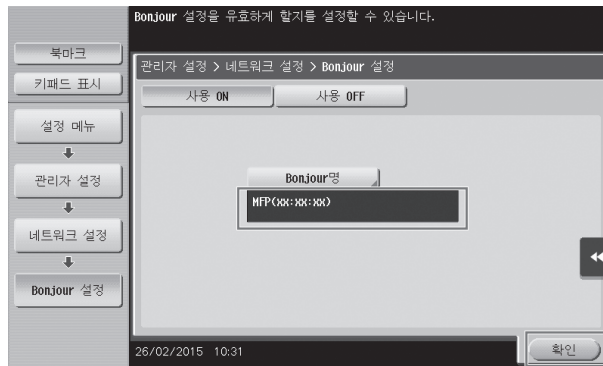 Bonjour 설정을 유효하게 할지를 설정할 수 있습니다.
북마크
키패드 표시
설정 메뉴
관리자 설정
네트워크 설정
Bonjour 설정
관리자 설정 > 네트워크 설정 > Bonjour 설정
사용 ON
사용 OFF
Bonjour명
MFP(xx:xx:xx)
26/02/2015 10:31
확인